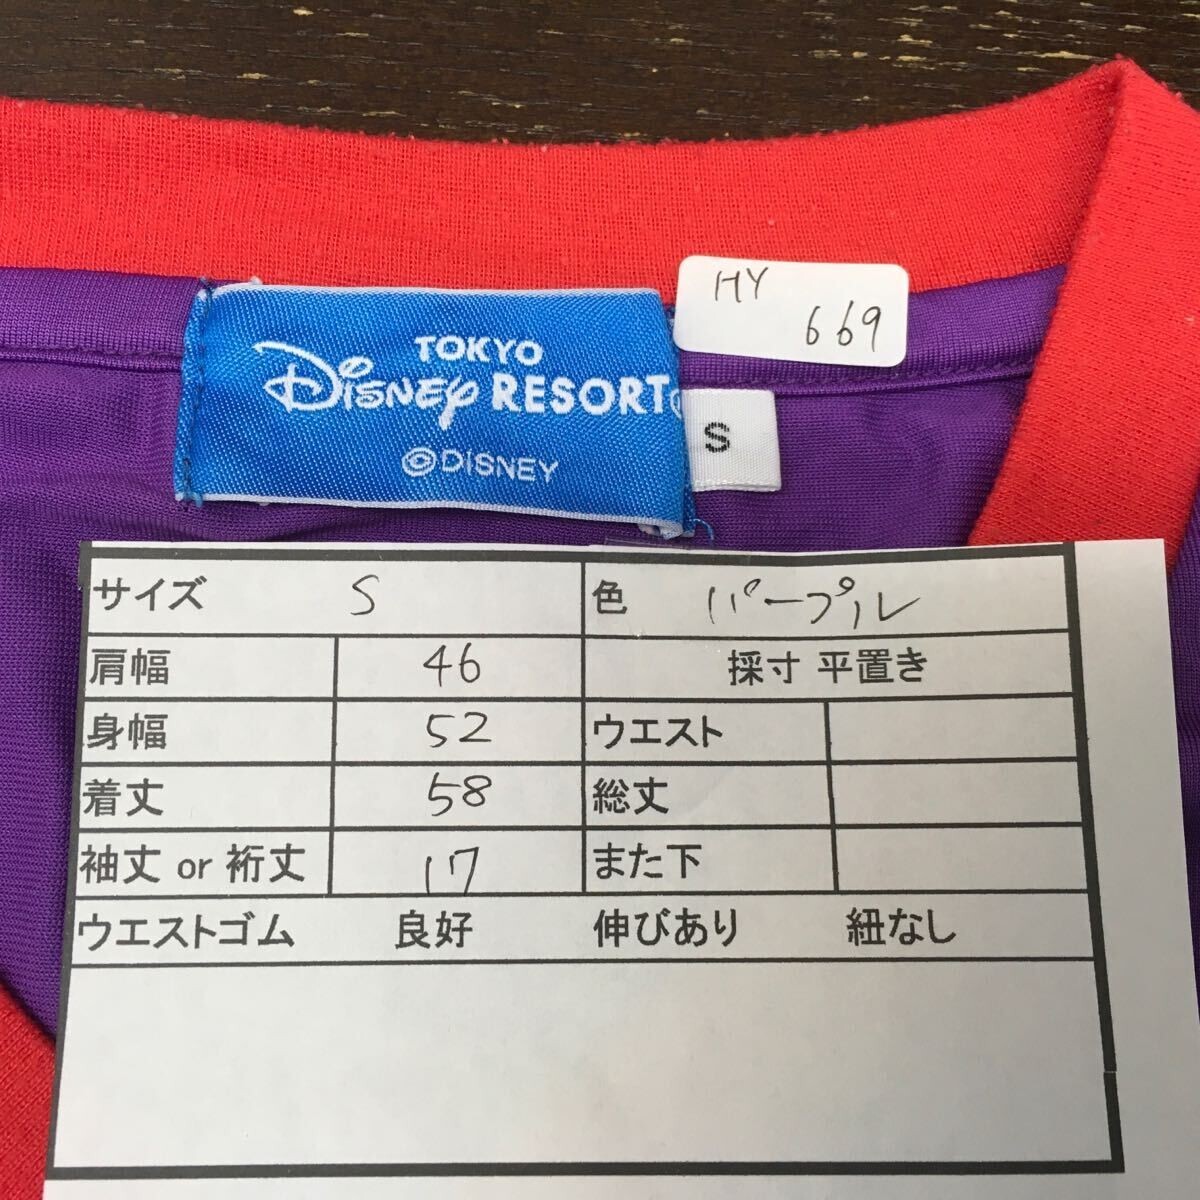 HY
669
TOKYO
Disney RESORT
© DISNEY
S
サイズ S 色 パープル
肩幅 46 採寸 平置き
身幅 52 ウエスト
着丈 58 総丈
袖丈 or 裄丈 17 また下
ウエストゴム 良好 伸びあり 紐なし